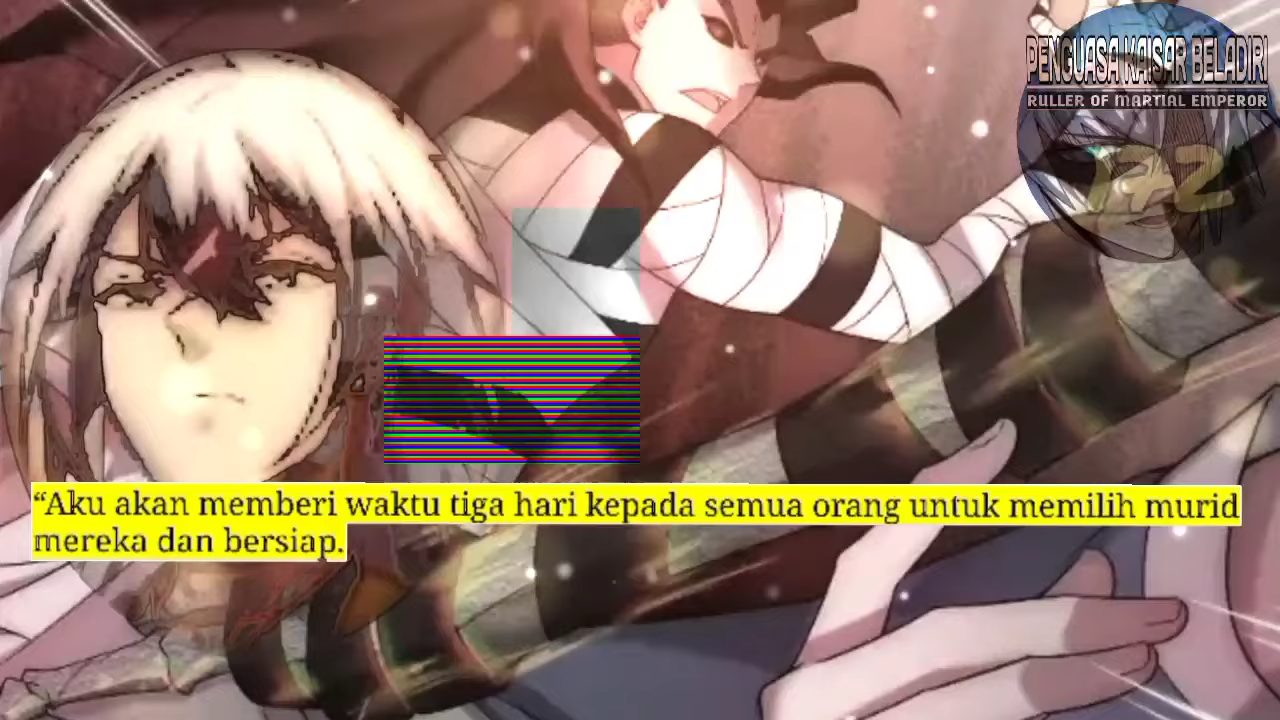 PENGUASA KAISAR BELADIRI
RULLER OF MARTIAL EMPEROR
172
“Aku akan memberi waktu tiga hari kepada semua orang untuk memilih murid
mereka dan bersiap.